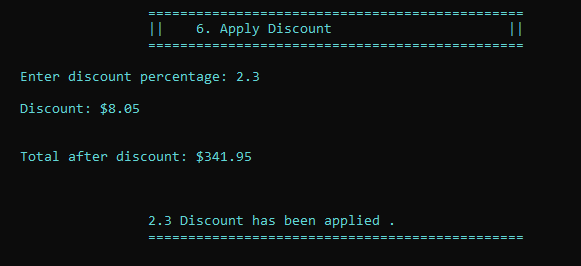 ===============================================
||    6. Apply Discount                      ||
===============================================
Enter discount percentage: 2.3
Discount: $8.05
Total after discount: $341.95
2.3 Discount has been applied .
===============================================